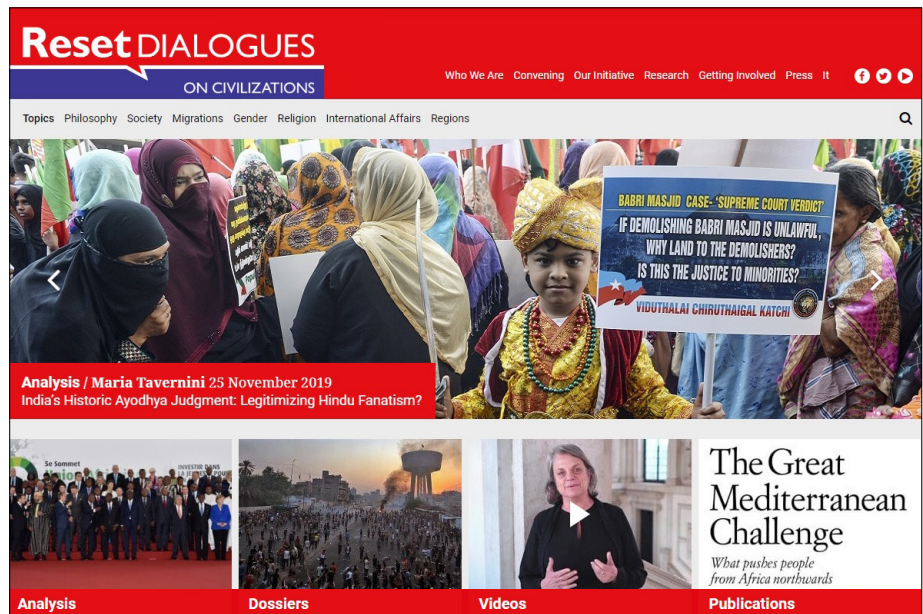 Reset DIALOGUES
ON CIVILIZATIONS
Who We Are Convening Our Initiative Research Getting Involved Press It
Topics Philosophy Society Migrations Gender Religion International Affairs Regions
BABRI MASJID CASE- 'SUPREME COURT VERDICT'
IF DEMOLISHING BABRI MASJID IS UNLAWFUL,
WHY LAND TO THE DEMOLISHERS?
IS THIS THE JUSTICE TO MINORITIES?
VIDUTHALAI CHIRUTHAIGAL KATCHI
Analysis / Maria Tavernini 25 November 2019
India's Historic Ayodhya Judgment: Legitimizing Hindu Fanatism?
5e Sommet
INVESTIR DANS
The Great
Mediterranean
Challenge
What pushes people
from Africa northwards
Analysis
Dossiers
Videos
Publications